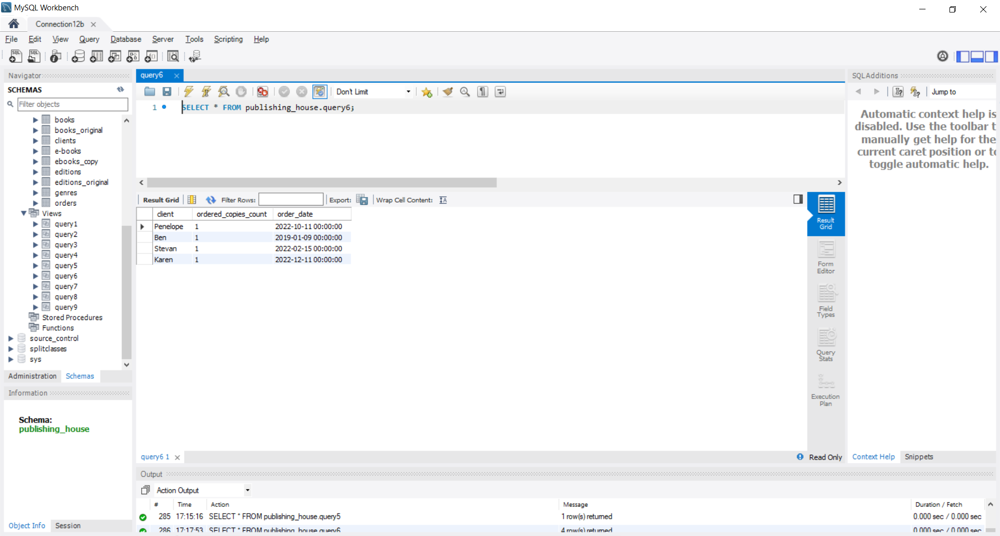 MySQL Workbench
Connection12b
File Edit View Query Database Server Tools Scripting Help
Navigator
SCHEMAS
Filter objects
books
books_original
clients
e-books
ebooks_copy
editions
editions_original
genres
orders
Views
query1
query2
query3
query4
query5
query6
query7
query8
query9
Stored Procedures
Functions
source_control
splitclasses
sys
Administration Schemas
Information
Schema:
publishing_house
Object Info Session
query6
Don't Limit
1 SELECT * FROM publishing_house.query6;
Result Grid Filter Rows: Export: Wrap Cell Content:
client ordered_copies_count order_date
Penelope 1 2022-10-11 00:00:00
Ben 1 2019-01-09 00:00:00
Stevan 1 2022-02-15 00:00:00
Karen 1 2022-12-11 00:00:00
Result
Grid
Form
Editor
Field
Types
Query
Stats
Execution
Plan
query6 1
Read Only
SQLAdditions
Jump to
Automatic context help is
disabled. Use the toolbar t
manually get help for the
current caret position or to
toggle automatic help.
Context Help Snippets
Output
Action Output
# Time Action Message Duration / Fetch
285 17:15:16 SELECT * FROM publishing_house.query5 1 row(s) returned 0.000 sec / 0.000 sec
286 17:17:53 SELECT * FROM publishing_house.query6 4 row(s) returned 0.000 sec / 0.000 sec